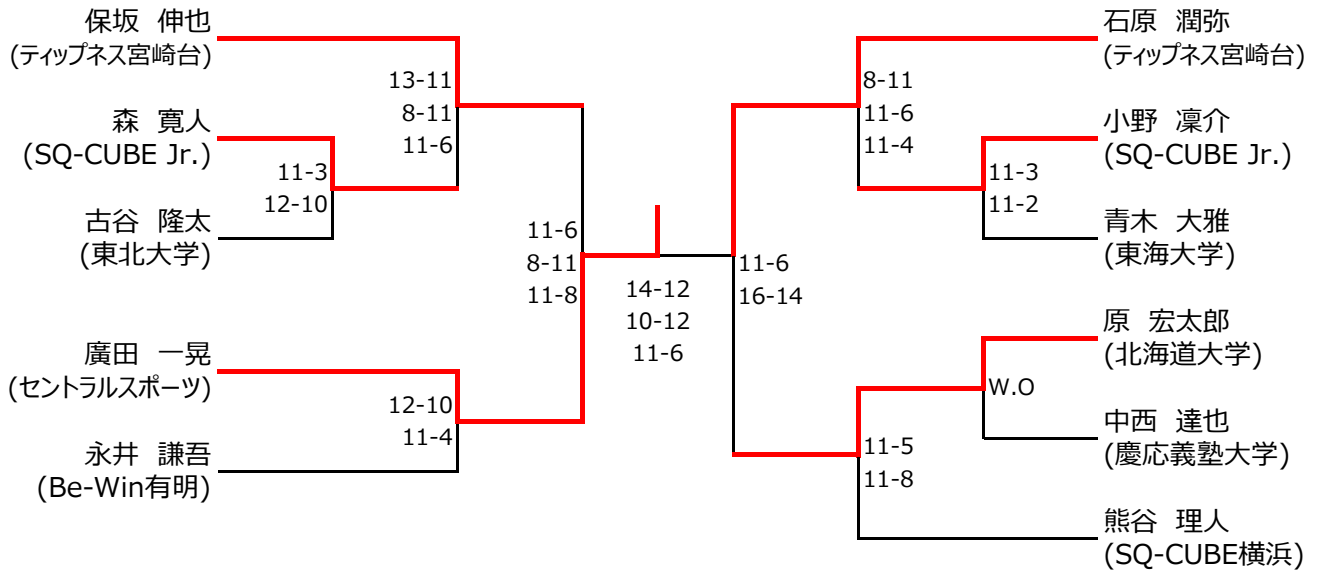 保坂 伸也
(ティップネス宮崎台)
13-11
8-11
11-6
森 寛人
(SQ-CUBE Jr.)
11-3
12-10
古谷 隆太
(東北大学)
11-6
8-11
11-8
廣田 一晃
(セントラルスポーツ)
12-10
11-4
永井 謙吾
(Be-Win有明)
14-12
10-12
11-6
石原 潤弥
(ティップネス宮崎台)
8-11
11-6
11-4
小野 凜介
(SQ-CUBE Jr.)
11-3
11-2
青木 大雅
(東海大学)
11-6
16-14
原 宏太郎
(北海道大学)
W.O
中西 達也
(慶応義塾大学)
11-5
11-8
熊谷 理人
(SQ-CUBE横浜)